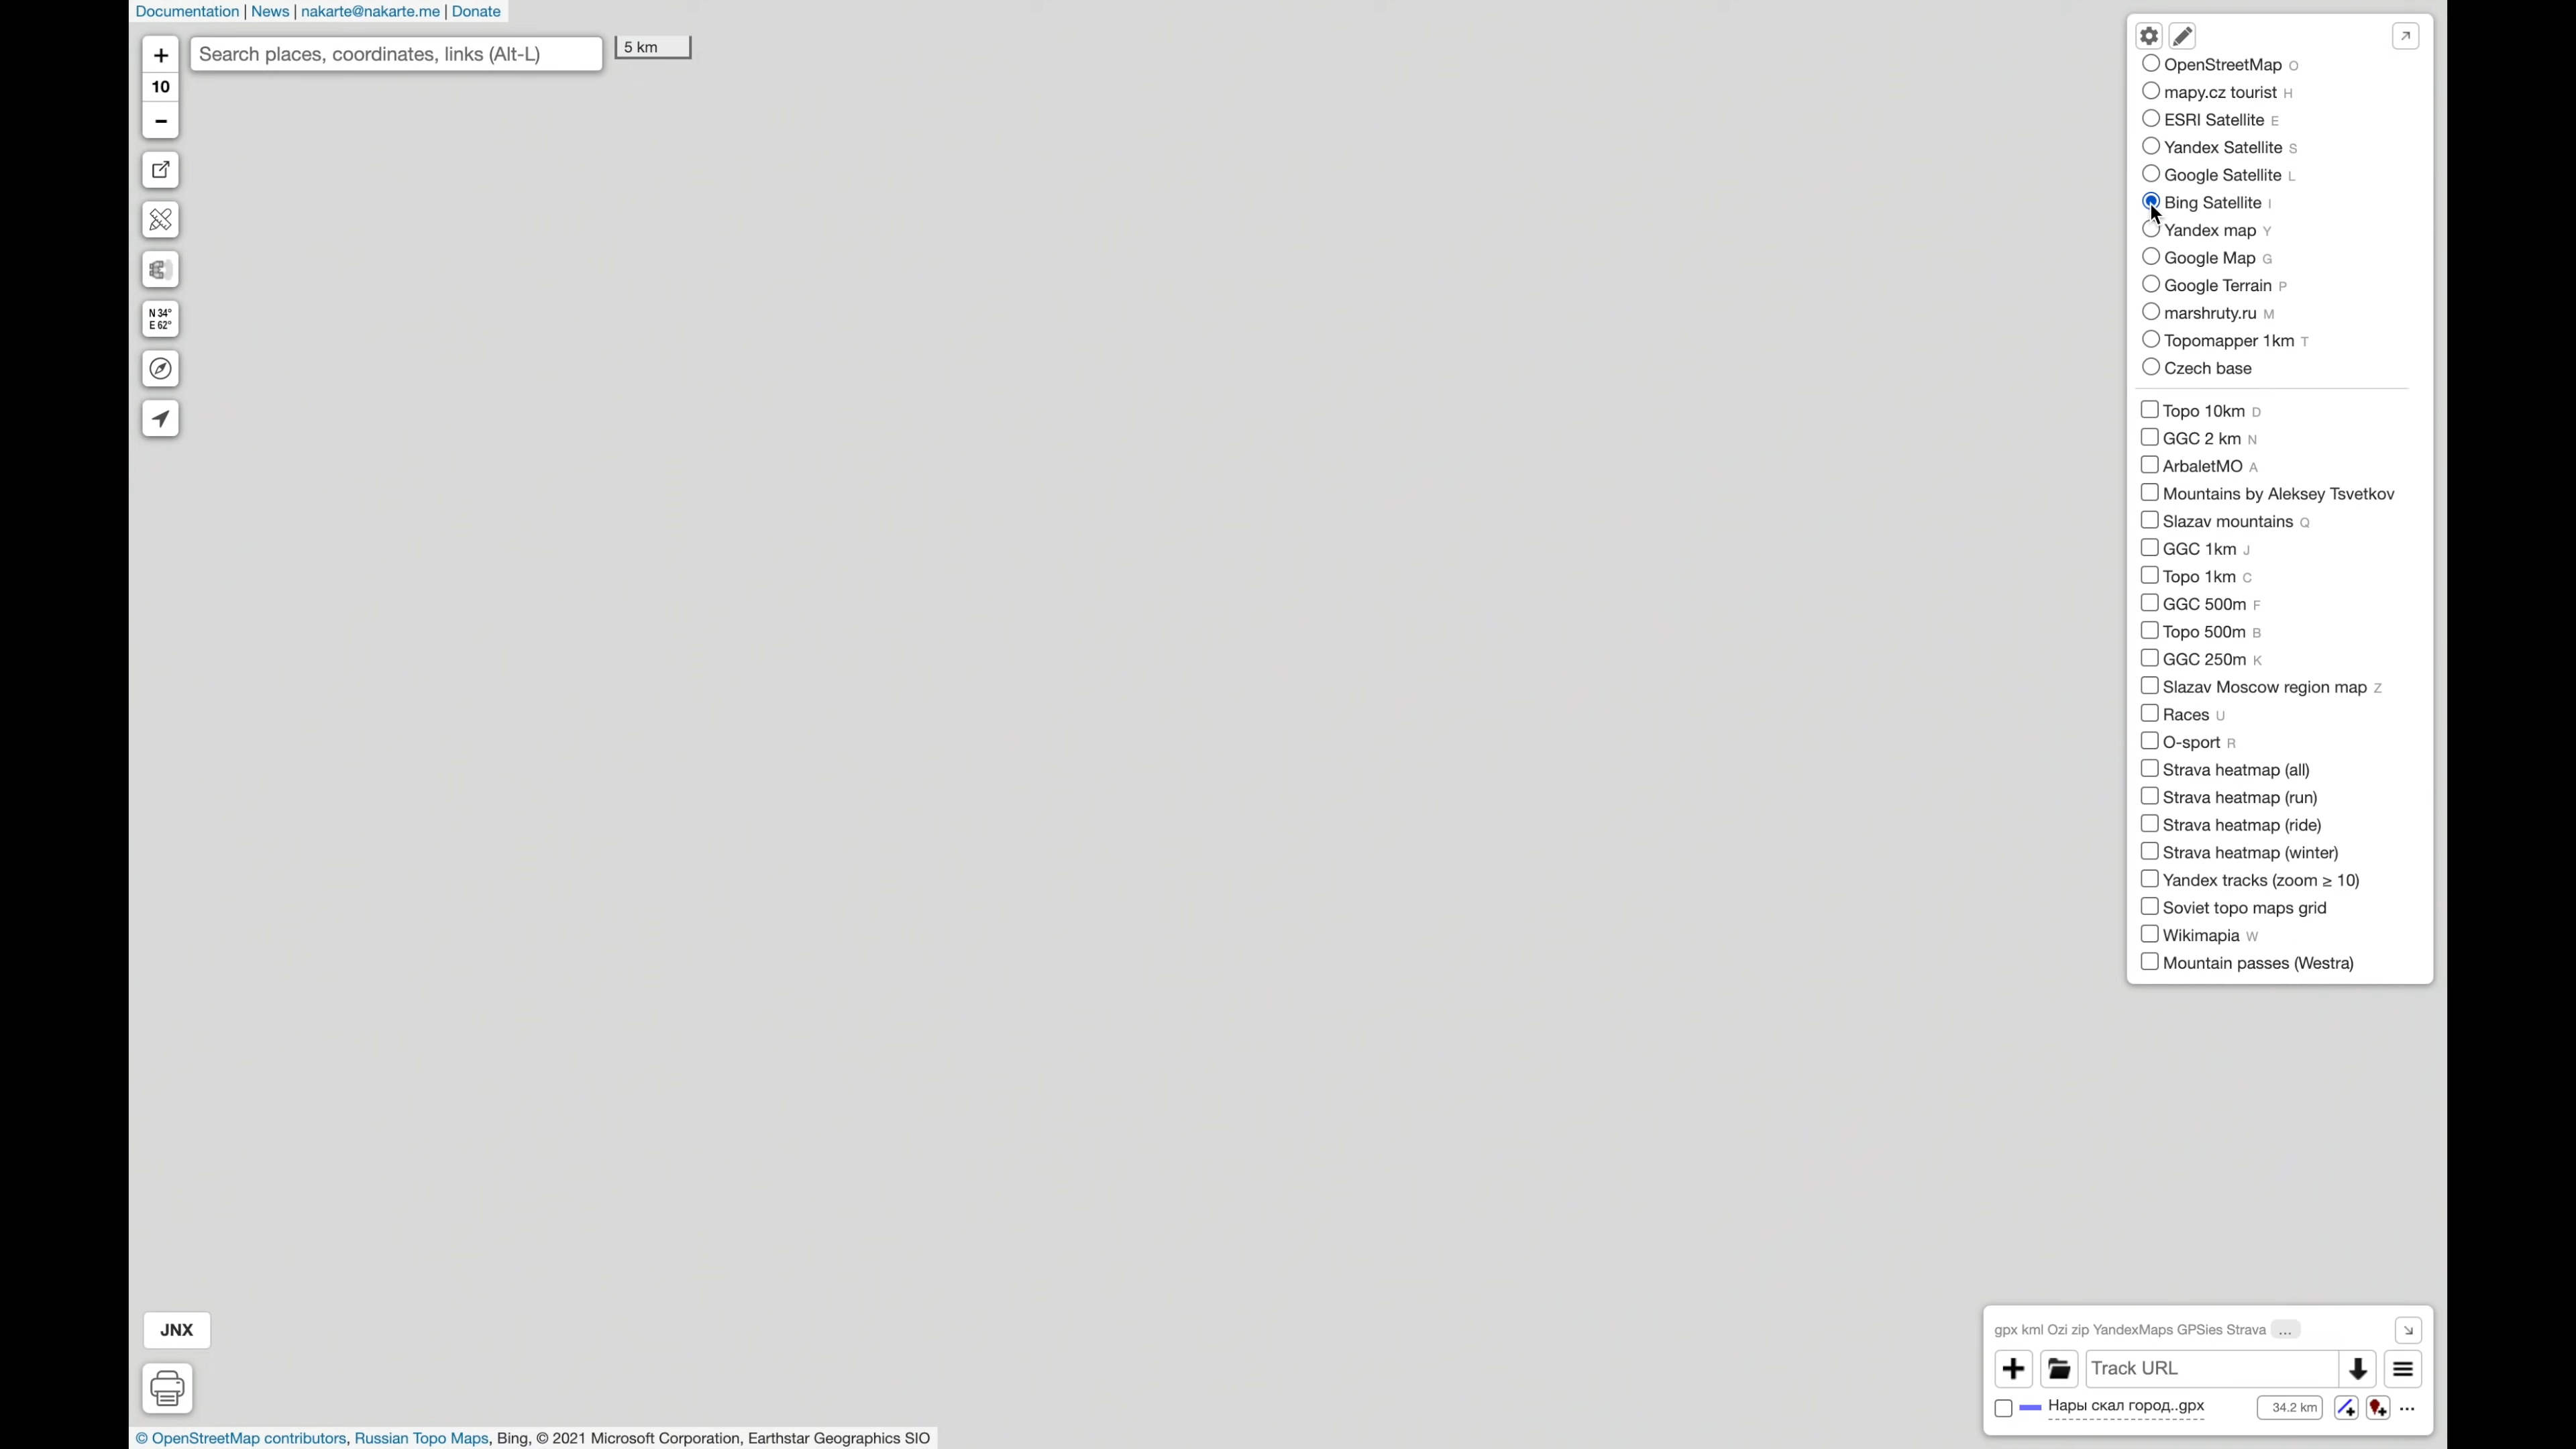 Documentation | News | nakarte@nakarte.me | Donate
+
10
−
Search places, coordinates, links (Alt-L)
5 km
N 34°
E 62°
OpenStreetMap O
mapy.cz tourist H
ESRI Satellite E
Yandex Satellite S
Google Satellite L
Bing Satellite I
Yandex map Y
Google Map G
Google Terrain P
marshruty.ru M
Topomapper 1km T
Czech base
Topo 10km D
GGC 2 km N
ArbaletMO A
Mountains by Aleksey Tsvetkov
Slazav mountains Q
GGC 1km J
Topo 1km C
GGC 500m F
Topo 500m B
GGC 250m K
Slazav Moscow region map Z
Races U
O-sport R
Strava heatmap (all)
Strava heatmap (run)
Strava heatmap (ride)
Strava heatmap (winter)
Yandex tracks (zoom ≥ 10)
Soviet topo maps grid
Wikimapia W
Mountain passes (Westra)
JNX
gpx kml Ozi zip YandexMaps GPSies Strava ...
Track URL
Нары скал город..gpx 34.2 km ...
© OpenStreetMap contributors, Russian Topo Maps, Bing, © 2021 Microsoft Corporation, Earthstar Geographics SIO